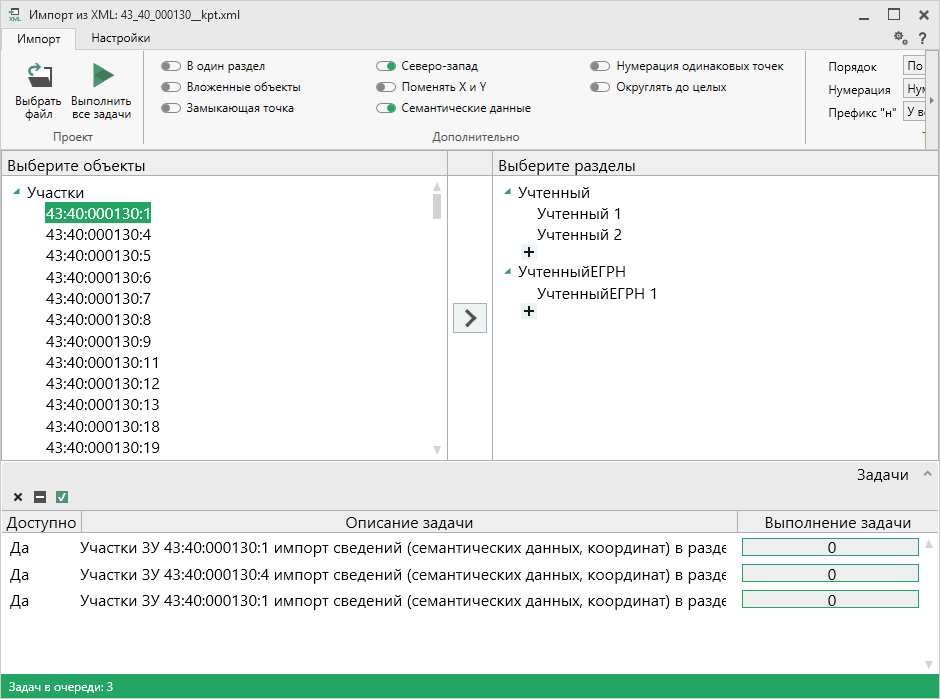 Импорт из XML: 43_40_000130__kpt.xml
Импорт
Настройки
?
Выбрать файл
Выполнить все задачи
Проект
В один раздел
Вложенные объекты
Замыкающая точка
Северо-запад
Поменять X и Y
Семантические данные
Нумерация одинаковых точек
Округлять до целых
Дополнительно
Порядок По
Нумерация Нум
Префикс "н" У в
Выберите объекты
Участки
43:40:000130:1
43:40:000130:4
43:40:000130:5
43:40:000130:6
43:40:000130:7
43:40:000130:8
43:40:000130:9
43:40:000130:11
43:40:000130:12
43:40:000130:13
43:40:000130:18
43:40:000130:19
Выберите разделы
Учтенный
Учтенный 1
Учтенный 2
+
УчтенныйЕГРН
УчтенныйЕГРН 1
+
Задачи
Доступно Описание задачи Выполнение задачи
Да Участки ЗУ 43:40:000130:1 импорт сведений (семантических данных, координат) в разде 0
Да Участки ЗУ 43:40:000130:4 импорт сведений (семантических данных, координат) в разде 0
Да Участки ЗУ 43:40:000130:1 импорт сведений (семантических данных, координат) в разде 0
Задач в очереди: 3